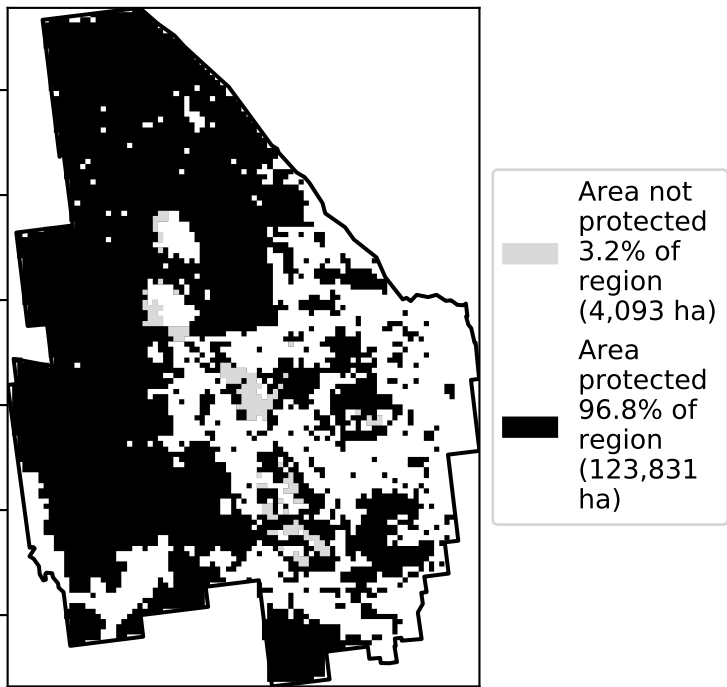 Area not
protected
3.2% of
region
(4,093 ha)
Area
protected
96.8% of
region
(123,831
ha)